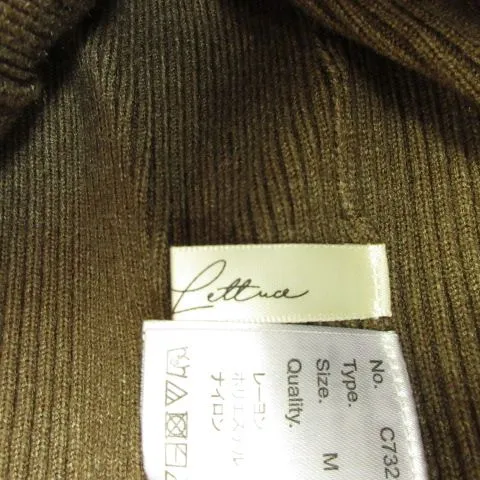 Lettuce
No. C732
Type.
Size. M
Quality.
レーヨン
ポリエステル
ナイロン